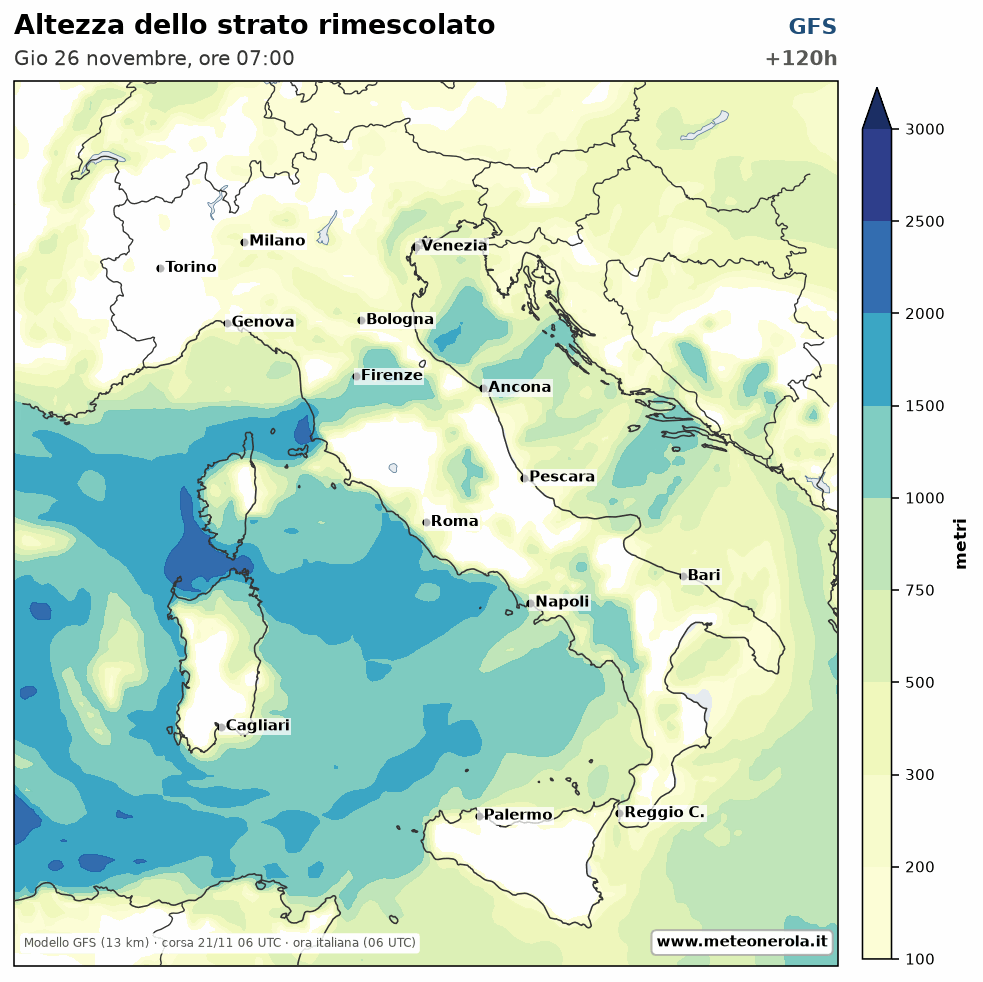 Altezza dello strato rimescolato
GFS
Gio 26 novembre, ore 07:00
+120h
Milano
Venezia
Torino
Genova
Bologna
Firenze
Ancona
Pescara
Roma
Bari
Napoli
Cagliari
Palermo
Reggio C.
3000
2500
2000
1500
1000
750
500
300
200
100
metri
Modello GFS (13 km) · corsa 21/11 06 UTC · ora italiana (06 UTC)
www.meteonerola.it